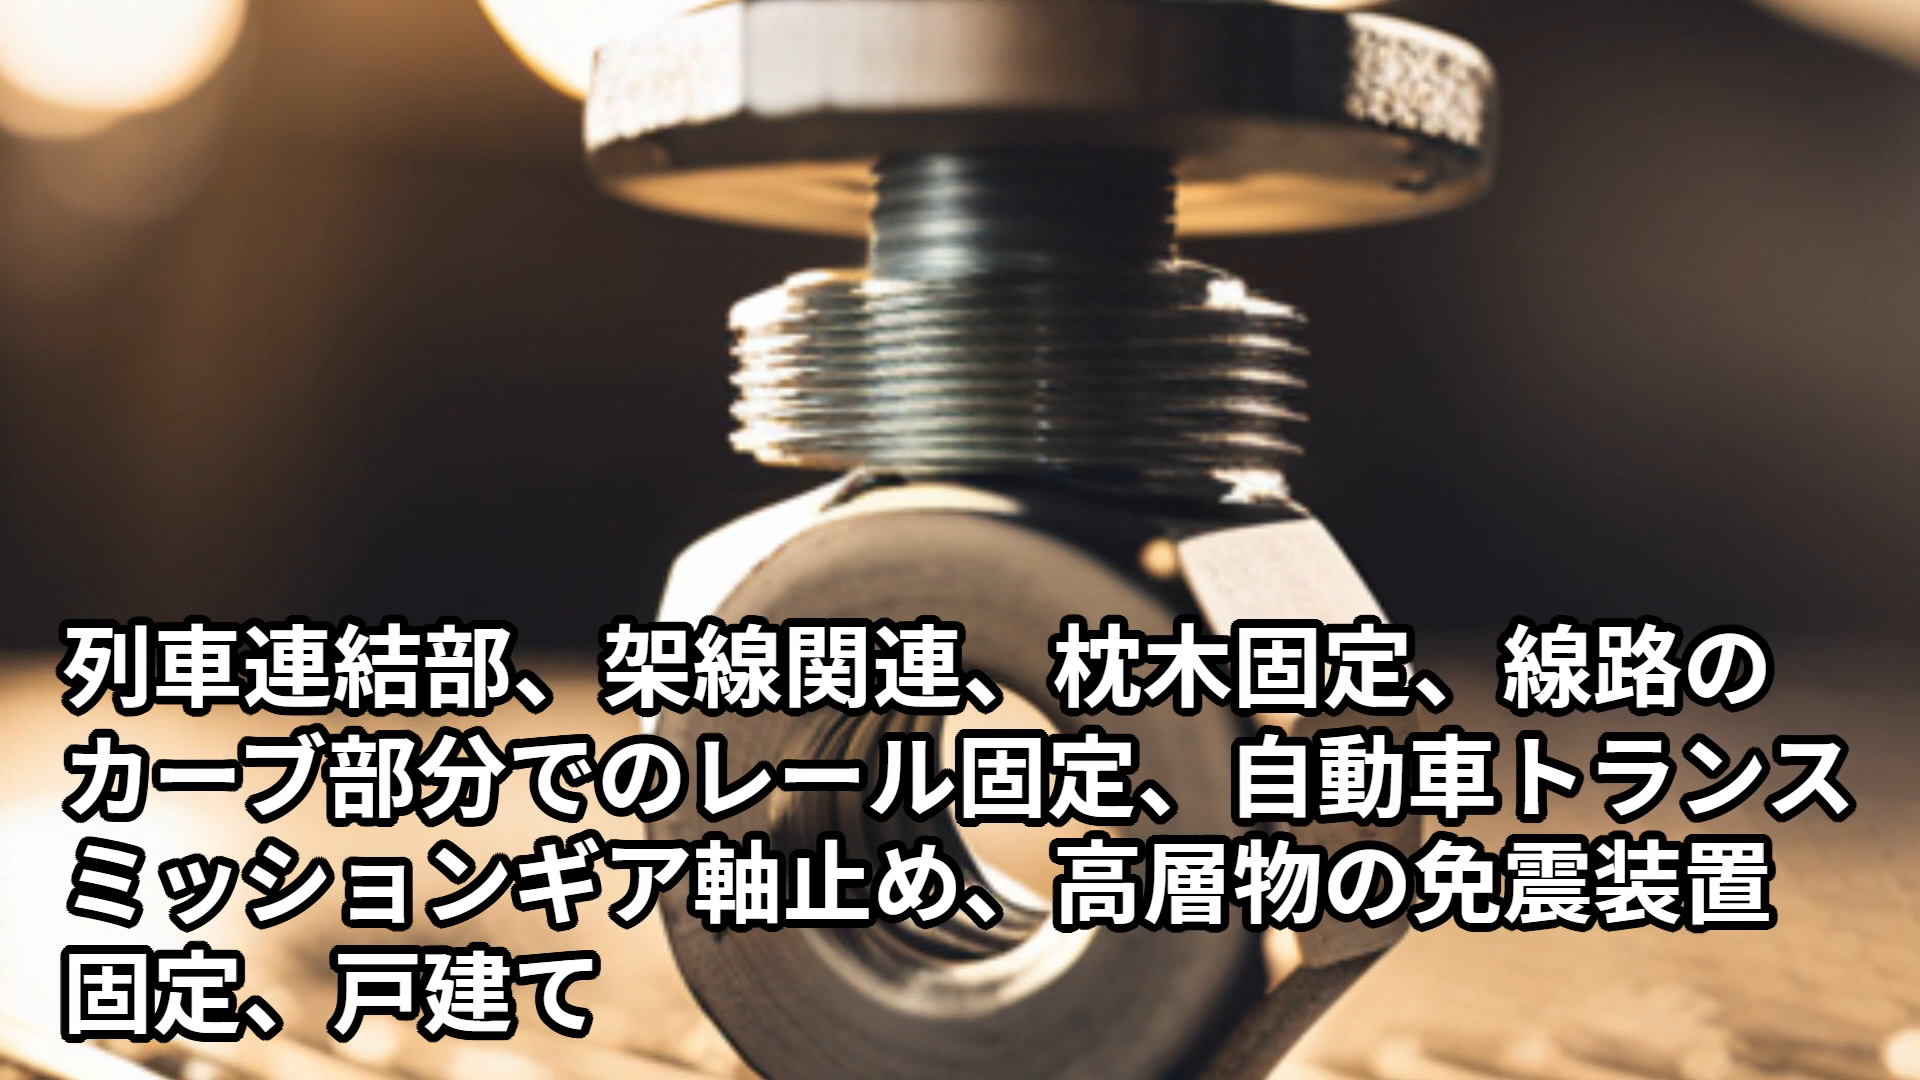 列車連結部、架線関連、枕木固定、線路の
カーブ部分でのレール固定、自動車トランス
ミッションギア軸止め、高層物の免震装置
固定、戸建て